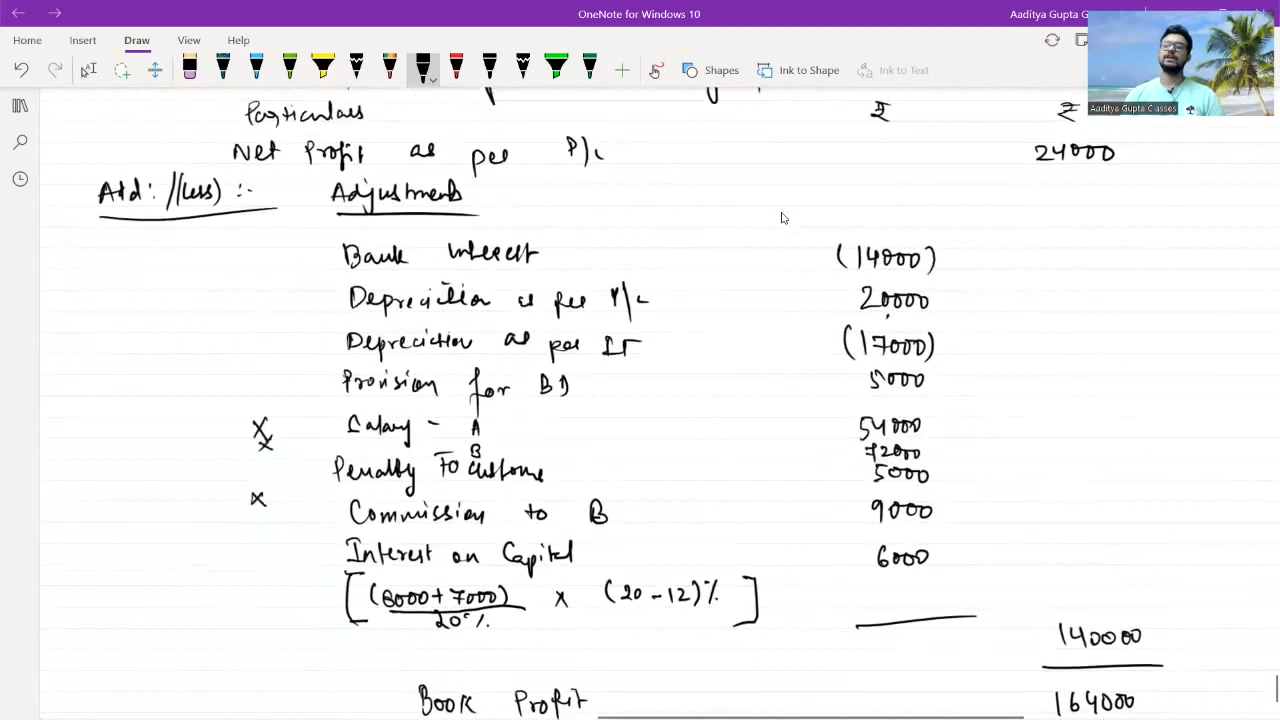 OneNote for Windows 10
Aaditya Gupta G
Home Insert Draw View Help
Shapes Ink to Shape Ink to Text
Aaditya Gupta Classes
Particulars ₹ ₹
Net Profit as per P/L 24000
Add: /(Less) :- Adjustments
Bank interest (14000)
Depreciation as per P/L 20000
Depreciation as per IT (17000)
Provision for BD 5000
X Salary - A 54000
x B 72000
Penalty To customs 5000
x Commission to B 9000
Interest on Capital 6000
[(8000+7000) x (20-12)%]
20%
140000
Book Profit 164000